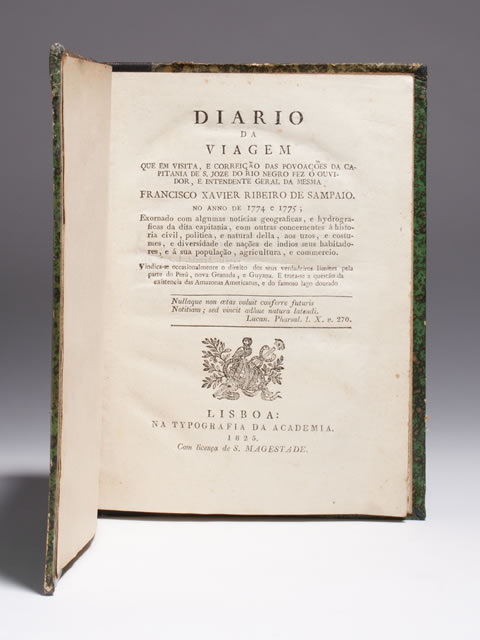 DIARIO
DA
VIAGEM
QUE EM VISITA, E CORREIÇÃO DAS POVOAÇÕES DA CA-
PITANIA DE S. JOZE DO RIO NEGRO FEZ O OUVI-
DOR, E INTENDENTE GERAL DA MESMA
FRANCISCO XAVIER RIBEIRO DE SAMPAIO.
NO ANNO DE 1774 e 1775;
Exornado com algumas noticias geograficas, e hydrogra-
ficas da dita capitania, com outras concernentes á histo-
ria civil, politica, e natural della, aos uzos, e costu-
mes, e diversidade de nações de indios seus habitado-
res, e á sua população, agricultura, e commercio.
Vindica-se occasionalmente o direito dos seus verdadeiros limites pela
parte do Perú, nova Granada, e Guyana. E trata-se a questão da
existencia das Amazonas Americanas, e do famoso lago dourado
Nullaque non ætas voluit conferre futuris
Notitiam; sed vincit adhuc natura latendi.
Lucan. Pharsal. l. X. v. 270.
LISBOA:
NA TYPOGRAFIA DA ACADEMIA.
1825.
Com licença de S. MAGESTADE.